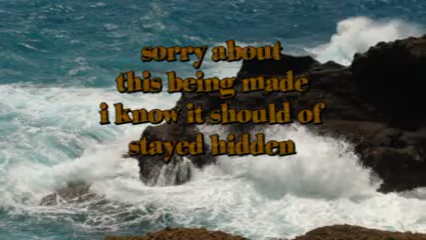 sorry about
this being made
i know it should of
stayed hidden